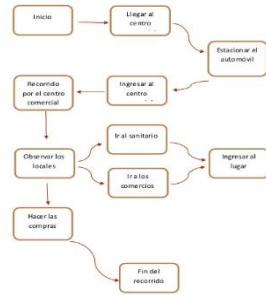 Inicio
Llegar al
centro
Estacionar el
automóvil
Ingresar al
centro
Recorrido
por el centro
comercial
Observar los
locales
Ir al sanitario
Ir a los
comercios
Ingresar al
lugar
Hacer las
compras
Fin del
recorrido